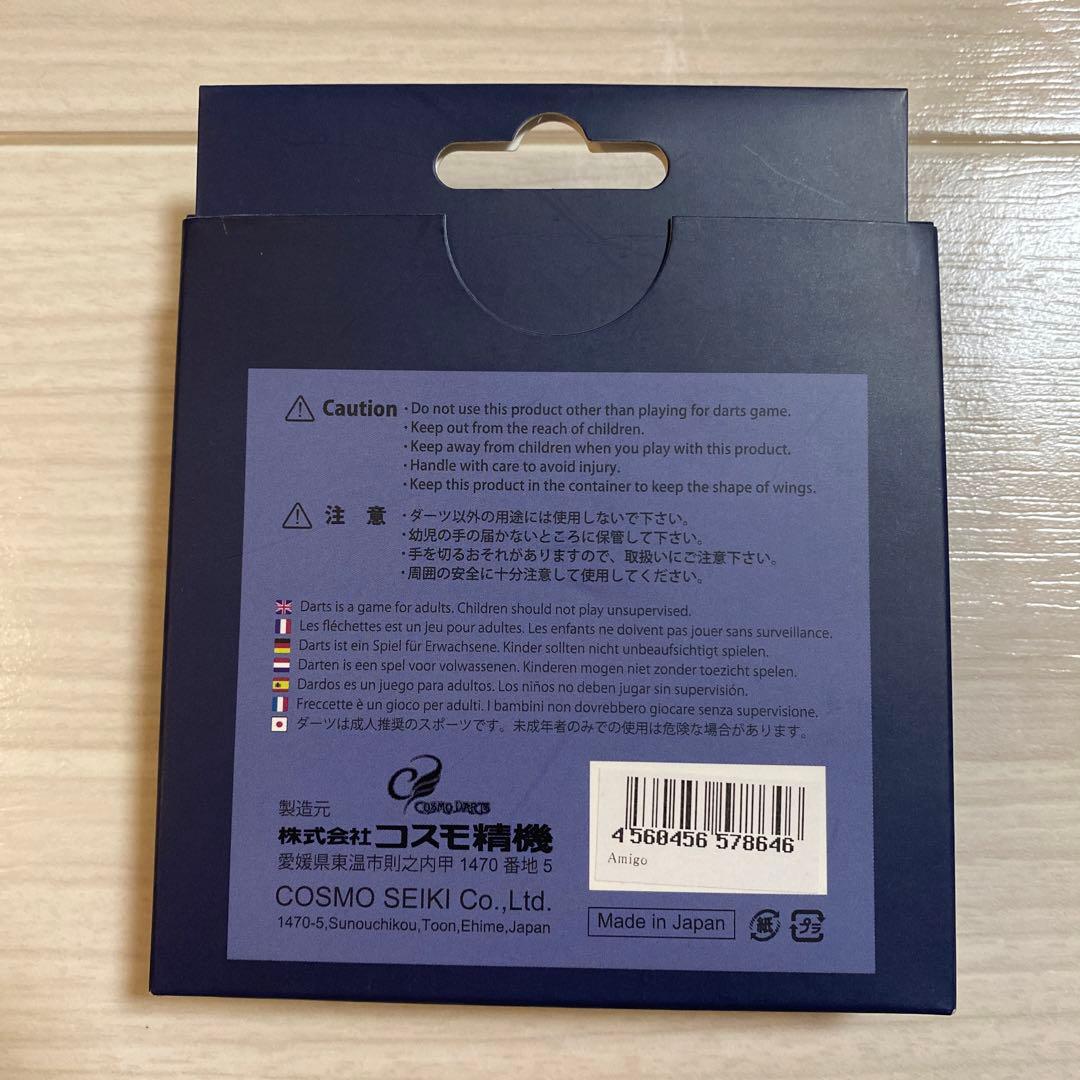 Caution ・Do not use this product other than playing for darts game.
・Keep out from the reach of children.
・Keep away from children when you play with this product.
・Handle with care to avoid injury.
・Keep this product in the container to keep the shape of wings.
注 意 ・ダーツ以外の用途には使用しないで下さい。
・幼児の手の届かないところに保管して下さい。
・手を切るおそれがありますので、取扱いにご注意下さい。
・周囲の安全に十分注意して使用してください。
Darts is a game for adults. Children should not play unsupervised.
Les fléchettes est un jeu pour adultes. Les enfants ne doivent pas jouer sans surveillance.
Darts ist ein Spiel für Erwachsene. Kinder sollten nicht unbeaufsichtigt spielen.
Darten is een spel voor volwassenen. Kinderen mogen niet zonder toezicht spelen.
Dardos es un juego para adultos. Los niños no deben jugar sin supervisión.
Freccette è un gioco per adulti. I bambini non dovrebbero giocare senza supervisione.
ダーツは成人推奨のスポーツです。未成年者のみでの使用は危険な場合があります。
COSMO DARTS
製造元
株式会社コスモ精機
愛媛県東温市則之内甲 1470 番地 5
COSMO SEIKI Co.,Ltd.
1470-5,Sunouchikou,Toon,Ehime,Japan
4 560456 578646
Amigo
Made in Japan
紙
プラ